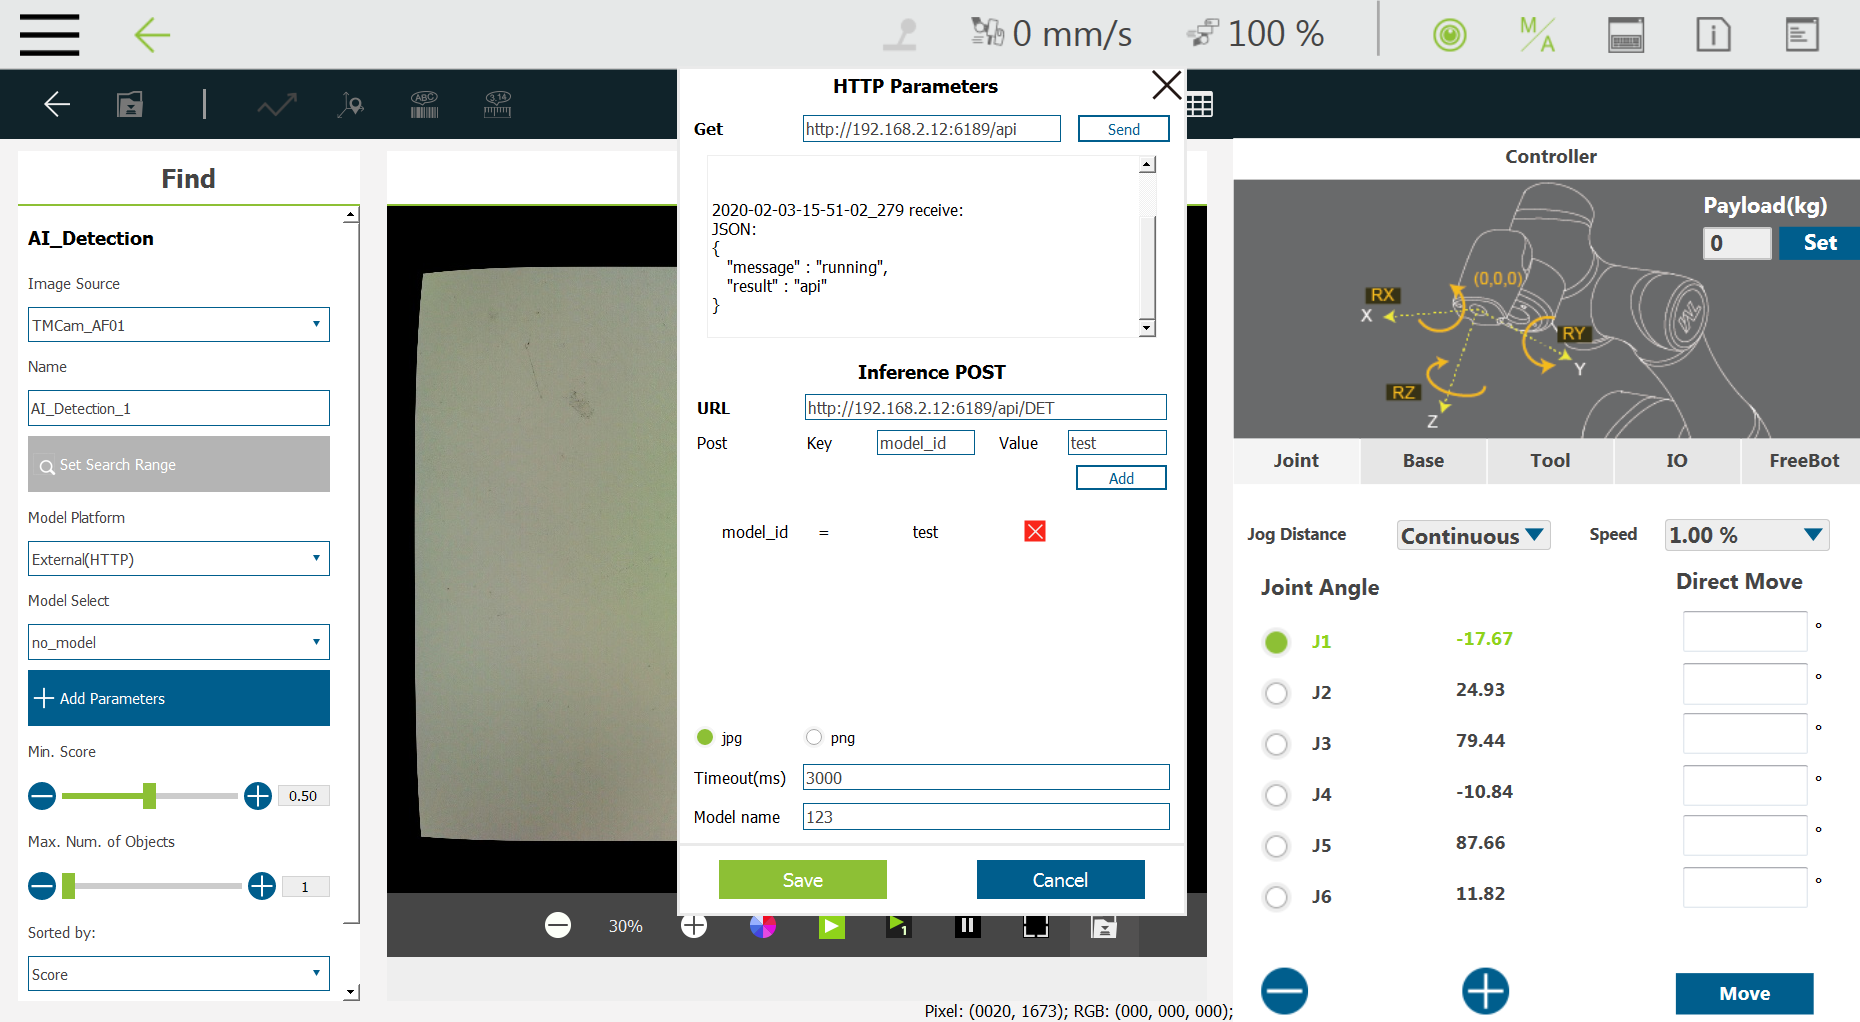 0 mm/s
100 %
M/A
ABC
3.14
HTTP Parameters
Get
http://192.168.2.12:6189/api
Send
2020-02-03-15-51-02_279 receive:
JSON:
{
"message" : "running",
"result" : "api"
}
Inference POST
URL
http://192.168.2.12:6189/api/DET
Post
Key
model_id
Value
test
Add
model_id = test
jpg
png
Timeout(ms)
3000
Model name
123
Save
Cancel
Find
AI_Detection
Image Source
TMCam_AF01
Name
AI_Detection_1
Set Search Range
Model Platform
External(HTTP)
Model Select
no_model
Add Parameters
Min. Score
0.50
Max. Num. of Objects
1
Sorted by:
Score
30%
1
Pixel: (0020, 1673); RGB: (000, 000, 000);
Controller
Payload(kg)
0
Set
(0,0,0)
RX
X
RY
Y
RZ
Z
TM
Joint
Base
Tool
IO
FreeBot
Jog Distance
Continuous
Speed
1.00 %
Joint Angle
Direct Move
J1 -17.67 °
J2 24.93 °
J3 79.44 °
J4 -10.84 °
J5 87.66 °
J6 11.82 °
Move